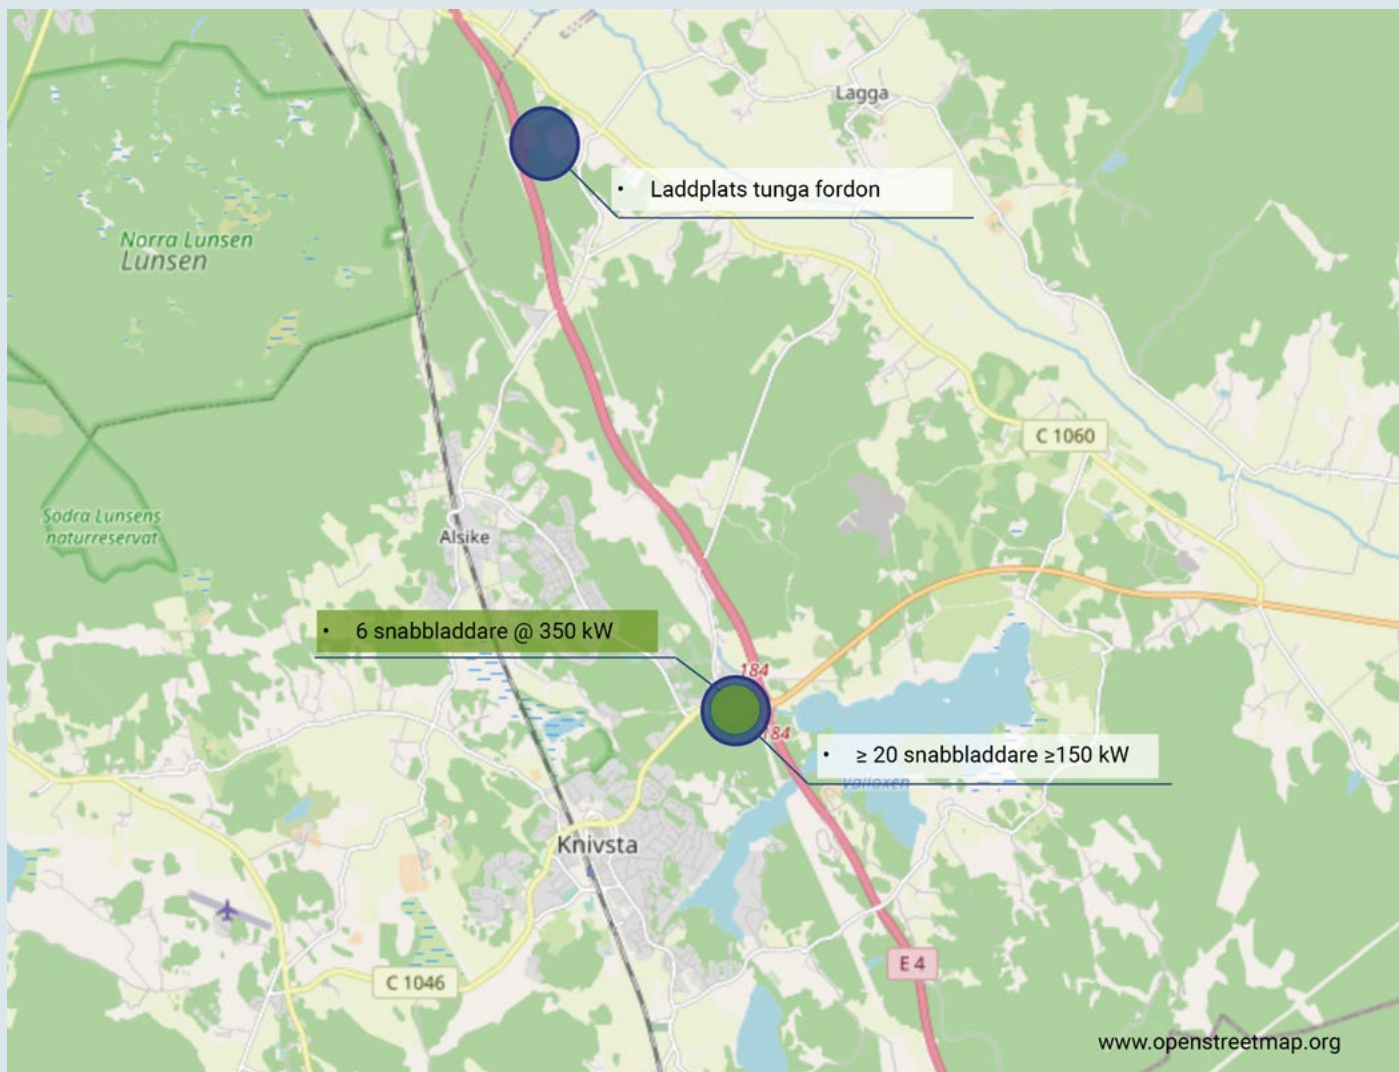 Lagga
• Laddplats tunga fordon
Norra Lunsen
Lunsen
C 1060
Södra Lunsens
naturreservat
Alsike
• 6 snabbladdare @ 350 kW
184
184
• ≥ 20 snabbladdare ≥150 kW
Valloxen
Knivsta
E 4
C 1046
www.openstreetmap.org